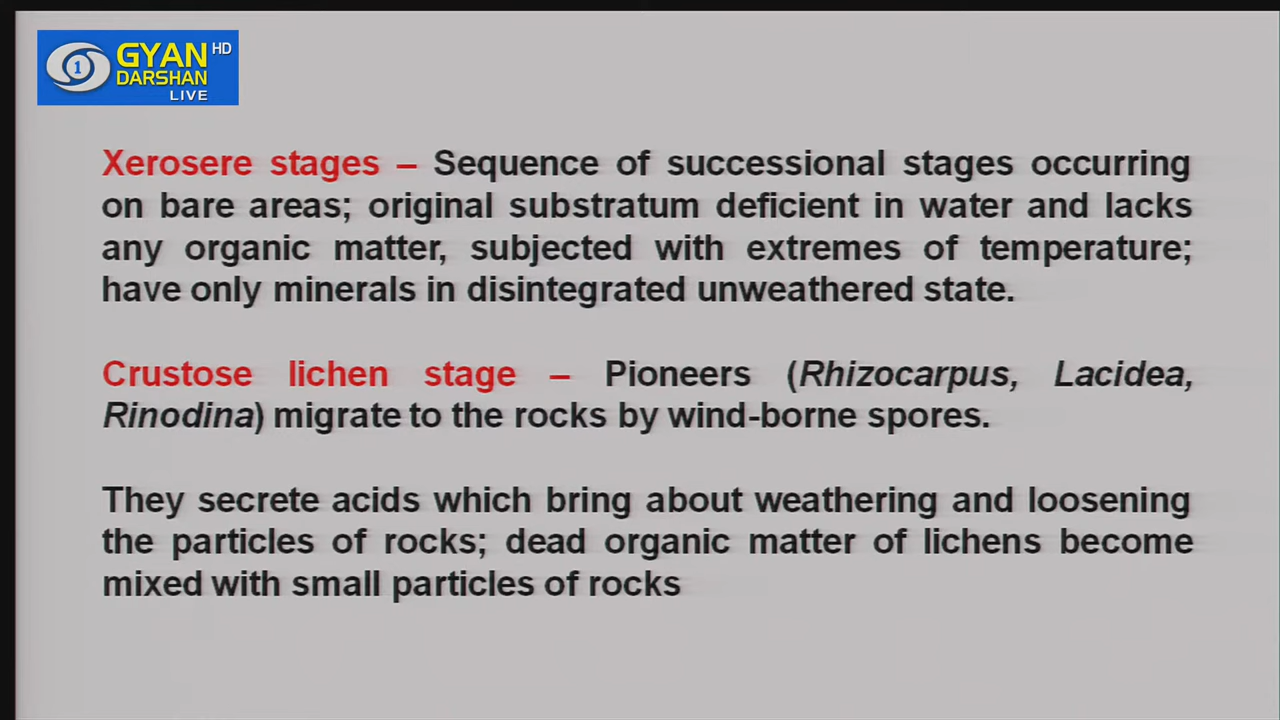 GYAN HD
DARSHAN
LIVE
1
Xerosere stages – Sequence of successional stages occurring
on bare areas; original substratum deficient in water and lacks
any organic matter, subjected with extremes of temperature;
have only minerals in disintegrated unweathered state.
Crustose lichen stage – Pioneers (Rhizocarpus, Lacidea,
Rinodina) migrate to the rocks by wind-borne spores.
They secrete acids which bring about weathering and loosening
the particles of rocks; dead organic matter of lichens become
mixed with small particles of rocks